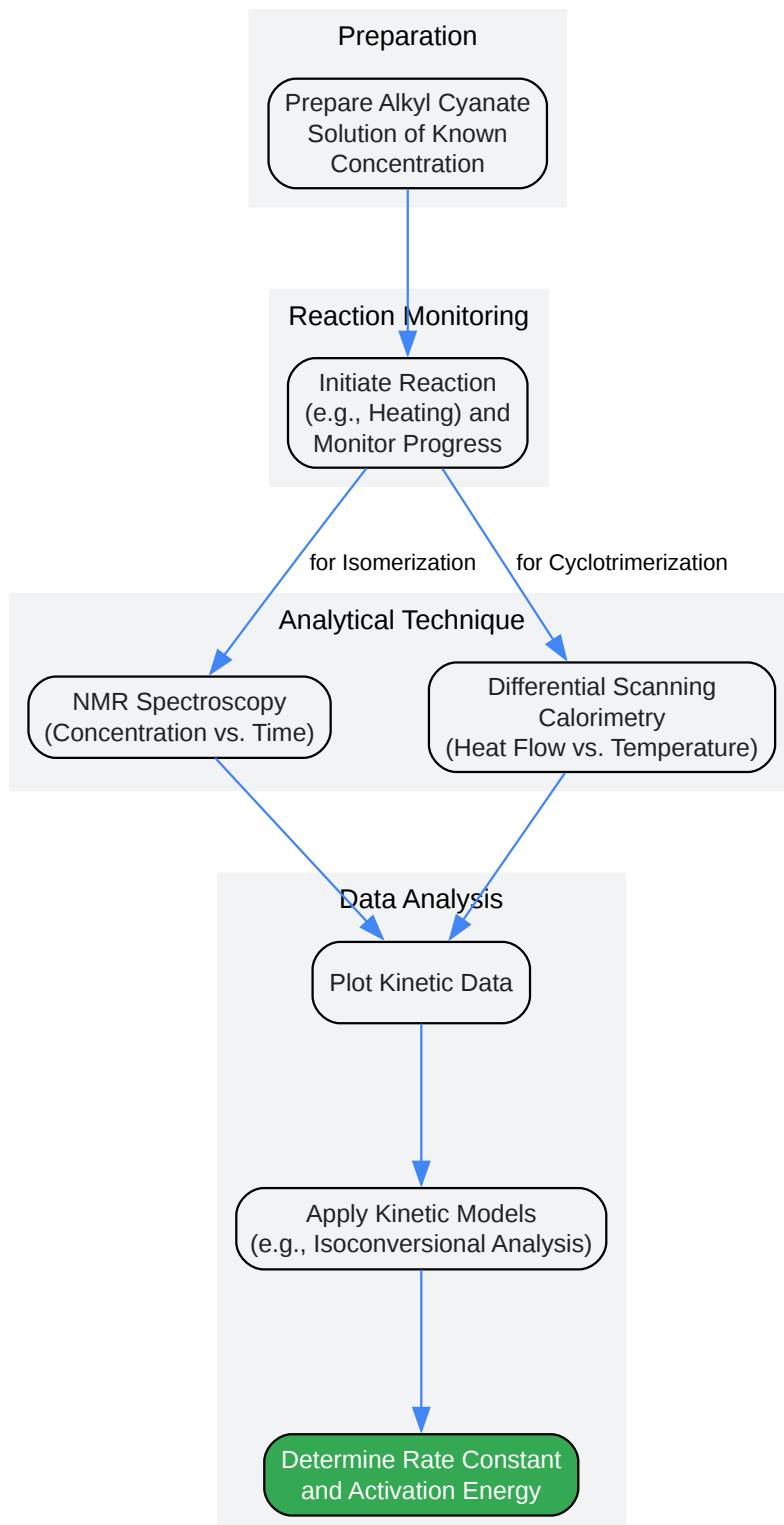 Preparation
Prepare Alkyl Cyanate
Solution of Known
Concentration
Reaction Monitoring
Initiate Reaction
(e.g., Heating) and
Monitor Progress
for Isomerization
for Cyclotrimerization
Analytical Technique
NMR Spectroscopy
(Concentration vs. Time)
Differential Scanning
Calorimetry
(Heat Flow vs. Temperature)
Data Analysis
Plot Kinetic Data
Apply Kinetic Models
(e.g., Isoconversional Analysis)
Determine Rate Constant
and Activation Energy